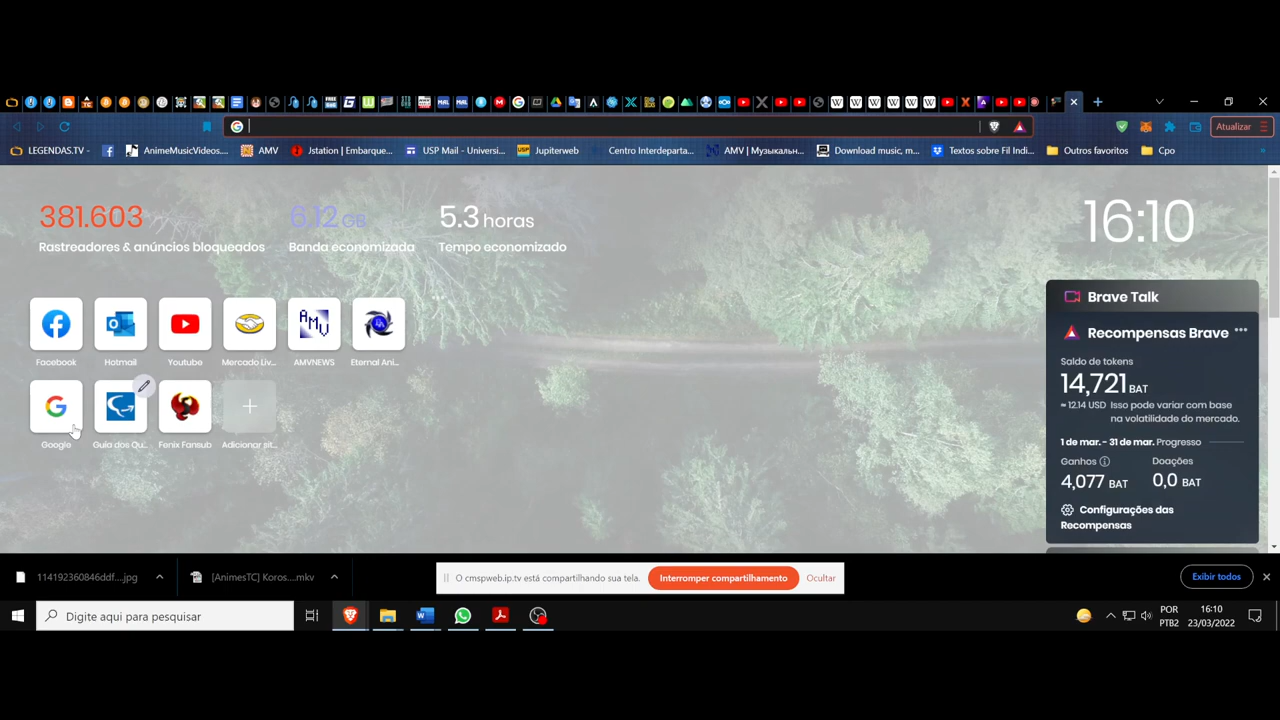 Atualizar
LEGENDAS.TV -
AnimeMusicVideos...
AMV
Jstation | Embarque...
USP Mail - Universi...
Jupiterweb
Centro Interdeparta...
AMV | Музыкальн...
Download music, m...
Textos sobre Fil Indi...
Outros favoritos
Cpo
381.603
Rastreadores & anúncios bloqueados
6.12 GB
Banda economizada
5.3 horas
Tempo economizado
16:10
Facebook
Hotmail
Youtube
Mercado Liv...
AMVNEWS
Eternal Ani...
Google
Guia dos Qu...
Fenix Fansub
Adicionar sit...
Brave Talk
Recompensas Brave
Saldo de tokens
14,721 BAT
≈ 12.14 USD Isso pode variar com base
na volatilidade do mercado.
1 de mar. - 31 de mar. Progresso
Ganhos
Doações
4,077 BAT
0,0 BAT
Configurações das
Recompensas
114192360846ddf....jpg
[AnimesTC] Koros....mkv
O cmspweb.ip.tv está compartilhando sua tela.
Interromper compartilhamento
Ocultar
Exibir todos
Digite aqui para pesquisar
POR
PTB2
16:10
23/03/2022